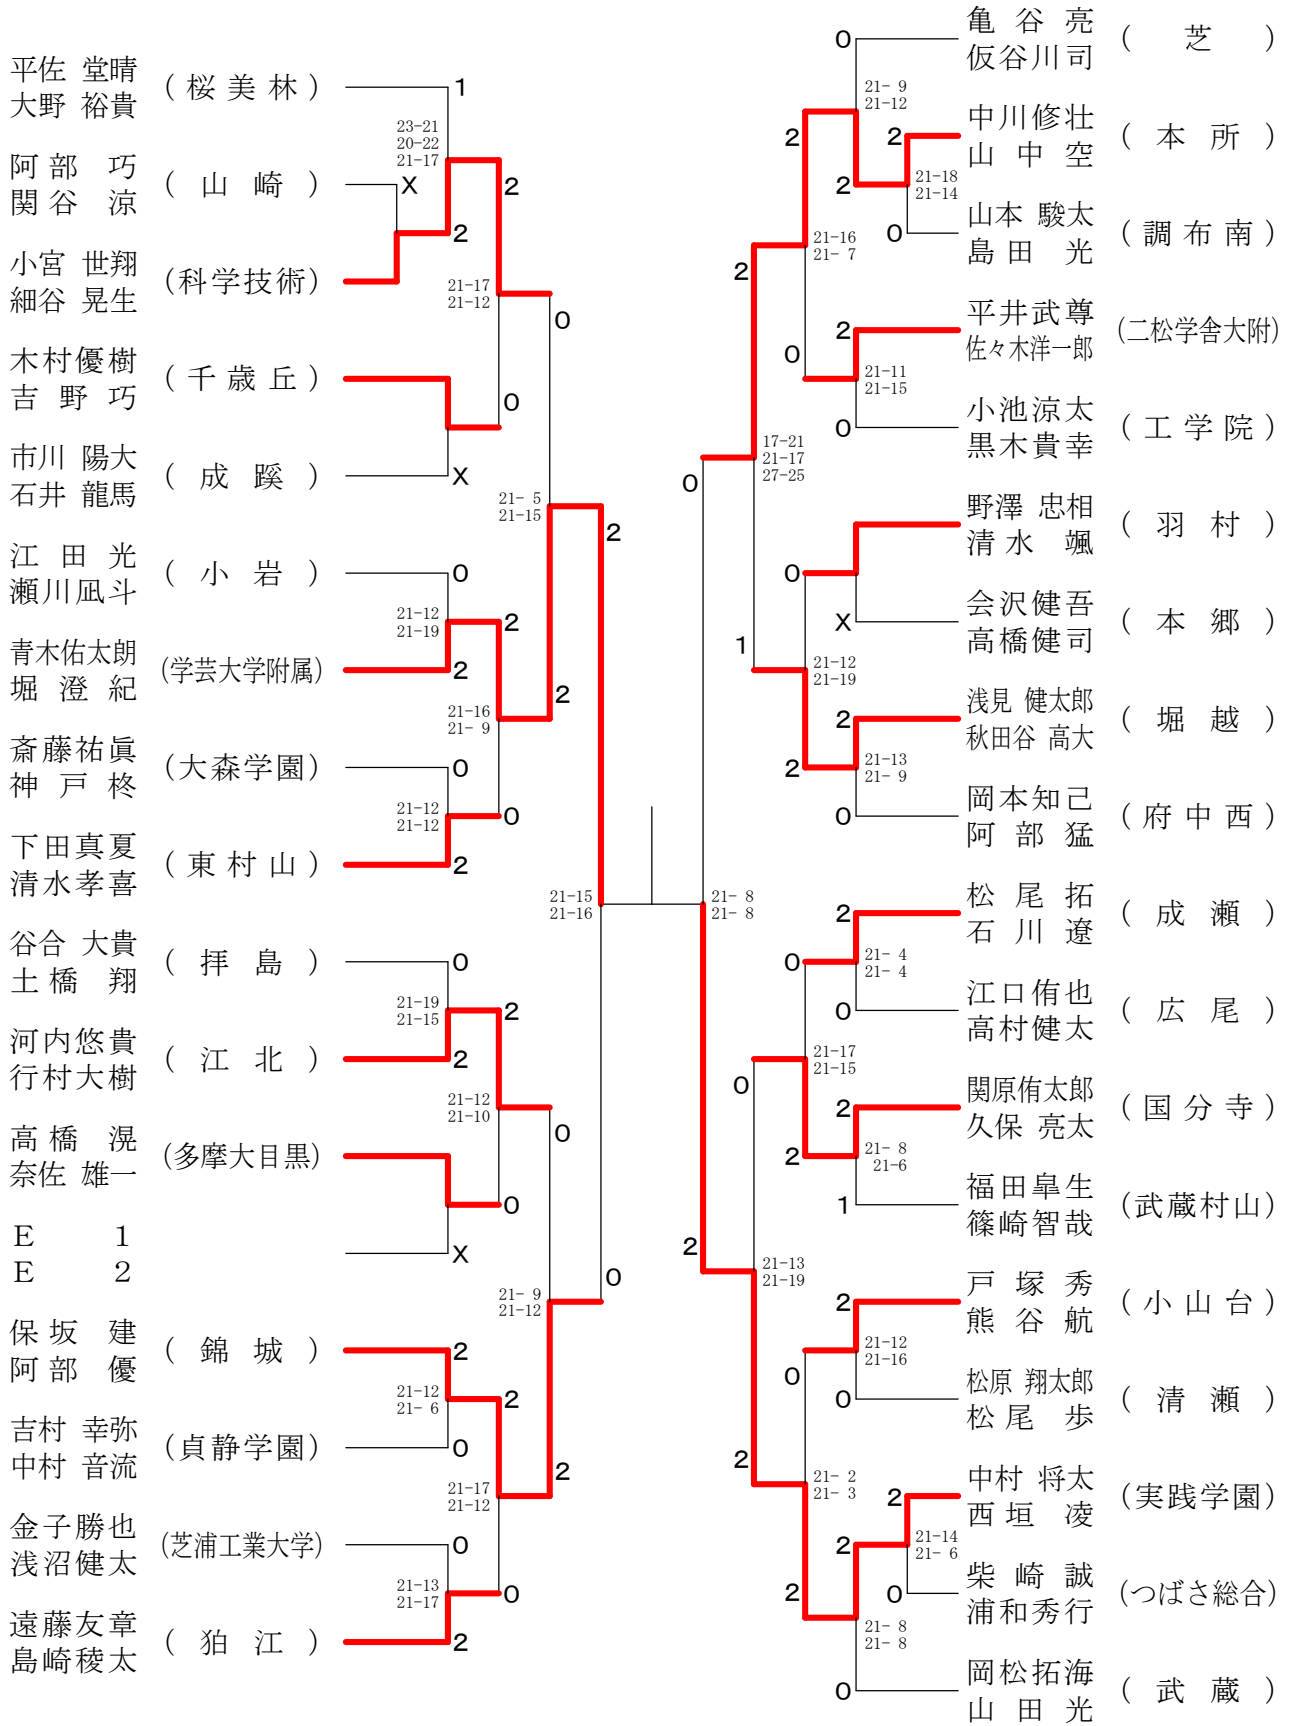 平佐 堂晴
大野 裕貴
(桜美林)
1
23-21
20-22
21-17
阿部 巧
関谷 涼
(山崎)
X
2
2
小宮 世翔
細谷 晃生
(科学技術)
21-17
21-12
0
木村優樹
吉野巧
(千歳丘)
0
市川 陽大
石井 龍馬
(成蹊)
X
21- 5
21-15
2
江田光
瀬川凪斗
(小岩)
0
21-12
21-19
2
青木佑太朗
堀澄紀
(学芸大学附属)
2
21-16
21- 9
2
斎藤祐眞
神戸柊
(大森学園)
0
21-12
21-12
0
下田真夏
清水孝喜
(東村山)
2
21-15
21-16
谷合 大貴
土橋 翔
(拝島)
0
21-19
21-15
2
河内悠貴
行村大樹
(江北)
2
21-12
21-10
0
高橋 滉
奈佐 雄一
(多摩大目黒)
0
E 1
E 2
X
21- 9
21-12
0
保坂 建
阿部 優
(錦城)
2
21-12
21- 6
2
吉村 幸弥
中村 音流
(貞静学園)
0
21-17
21-12
2
金子勝也
浅沼健太
(芝浦工業大学)
0
21-13
21-17
0
遠藤友章
島崎稜太
(狛江)
2
亀谷亮
仮谷川司
(芝)
0
21- 9
21-12
2
中川修壮
山中空
(本所)
2
21-18
21-14
2
山本 駿太
島田 光
(調布南)
0
21-16
21- 7
2
平井武尊
佐々木洋一郎
(二松学舎大附)
2
0
21-11
21-15
小池涼太
黒木貴幸
(工学院)
0
17-21
21-17
27-25
0
野澤 忠相
清水 颯
(羽村)
0
会沢健吾
高橋健司
(本郷)
X
1
21-12
21-19
浅見 健太郎
秋田谷 高大
(堀越)
2
2
21-13
21- 9
岡本知己
阿部猛
(府中西)
0
21- 8
21- 8
松尾拓
石川遼
(成瀬)
2
0
21- 4
21- 4
江口侑也
高村健太
(広尾)
0
21-17
21-15
0
関原侑太郎
久保 亮太
(国分寺)
2
2
21- 8
21-6
福田皐生
篠崎智哉
(武蔵村山)
1
2
21-13
21-19
戸塚秀
熊谷航
(小山台)
2
21-12
21-16
0
松原 翔太郎
松尾 歩
(清瀬)
0
2
21- 2
21- 3
中村 将太
西垣 凌
(実践学園)
2
21-14
21- 6
2
柴崎誠
浦和秀行
(つばさ総合)
0
2
21- 8
21- 8
岡松拓海
山田光
(武蔵)
0